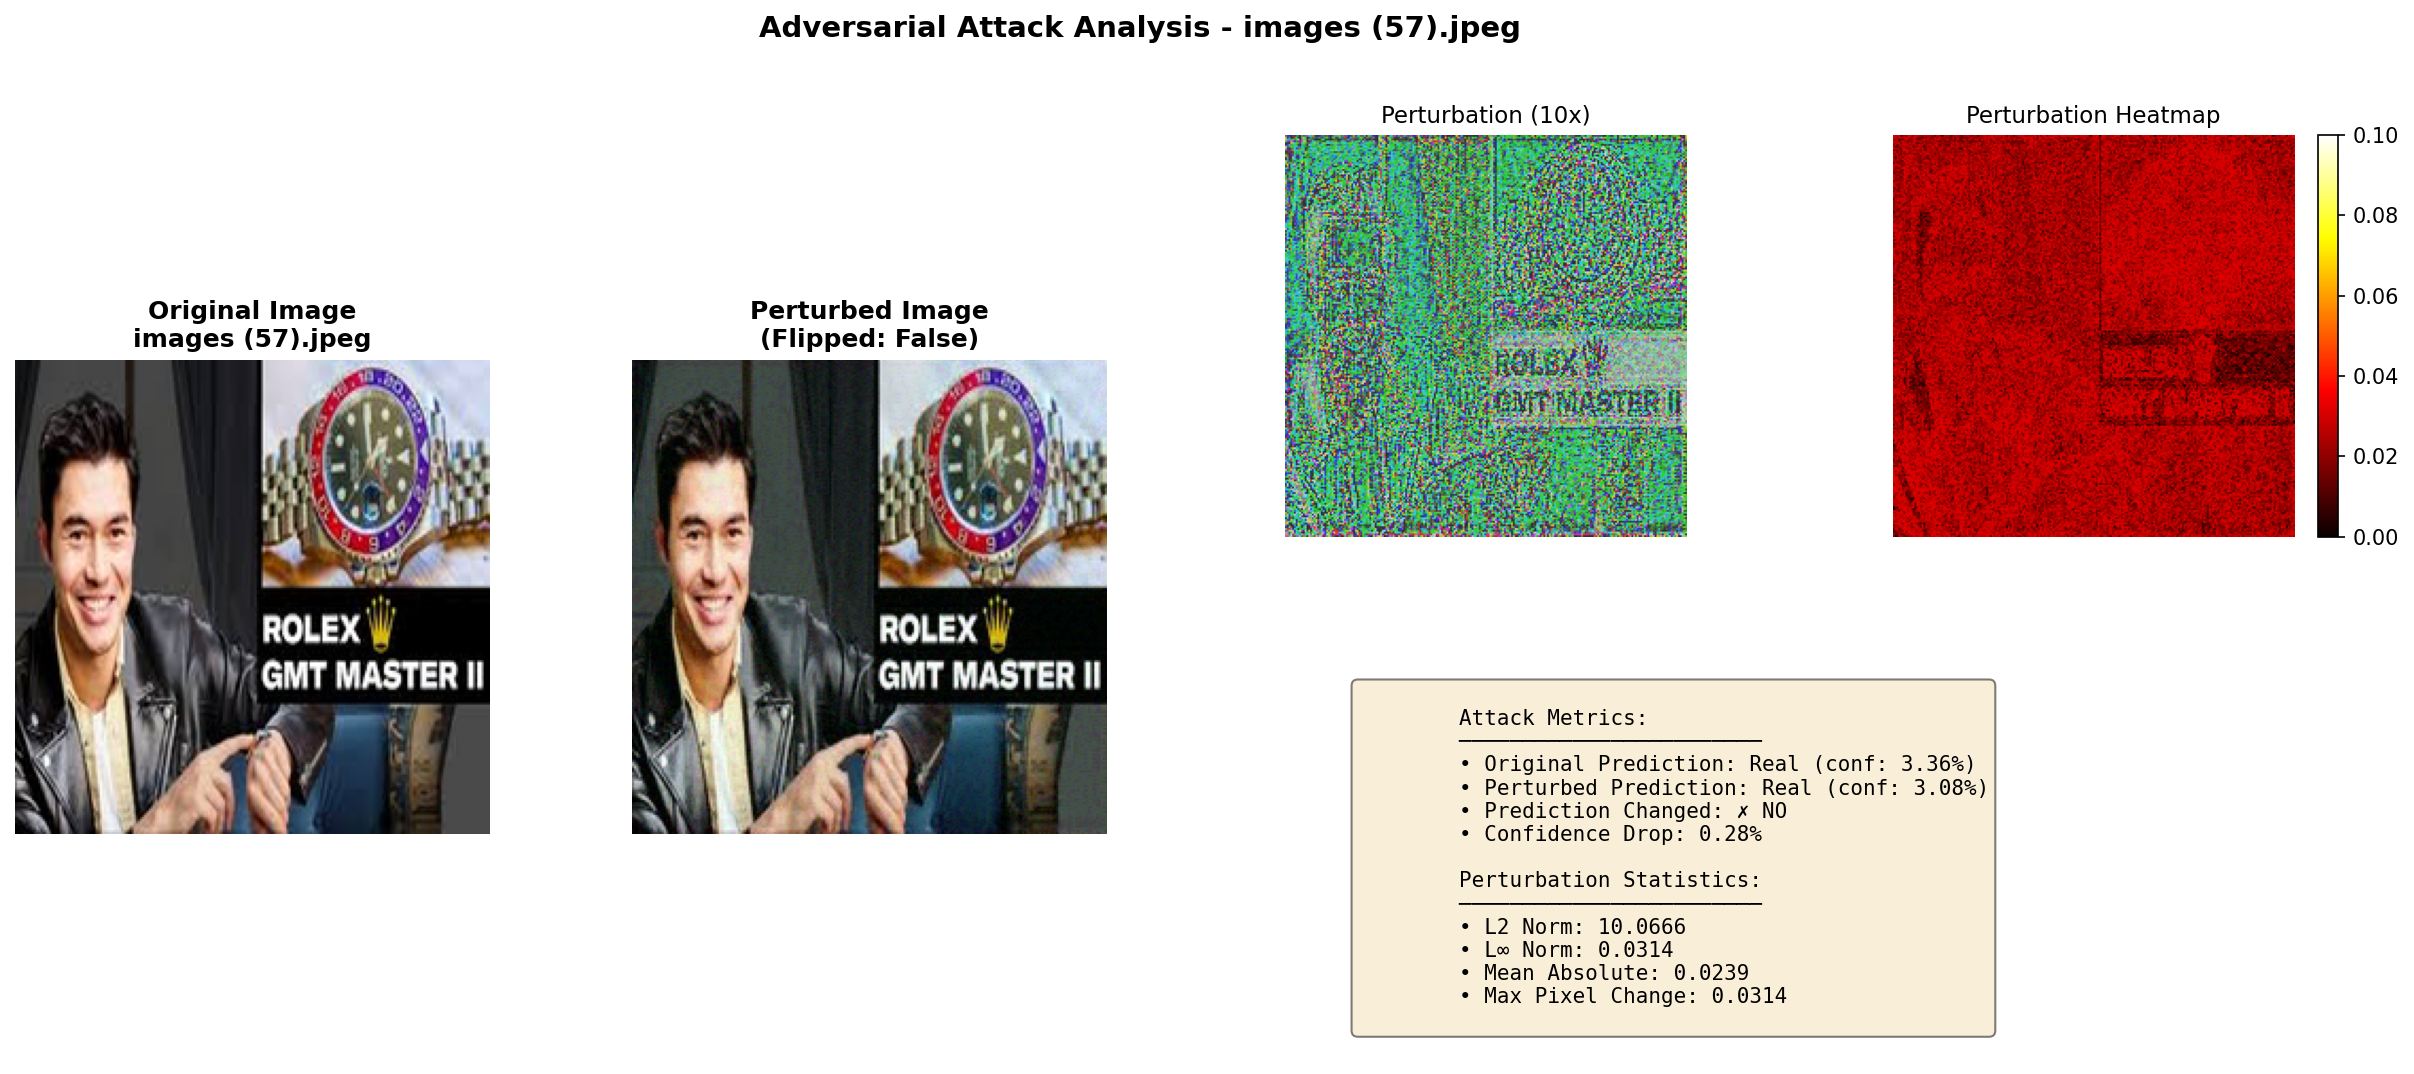 Adversarial Attack Analysis - images (57).jpeg
Original Image
images (57).jpeg
ROLEX
GMT MASTER II
Perturbed Image
(Flipped: False)
ROLEX
GMT MASTER II
Perturbation (10x)
ROLEX
GMT MASTER II
Perturbation Heatmap
0.10
0.08
0.06
0.04
0.02
0.00
Attack Metrics:
• Original Prediction: Real (conf: 3.36%)
• Perturbed Prediction: Real (conf: 3.08%)
• Prediction Changed: ✗ NO
• Confidence Drop: 0.28%
Perturbation Statistics:
• L2 Norm: 10.0666
• L∞ Norm: 0.0314
• Mean Absolute: 0.0239
• Max Pixel Change: 0.0314